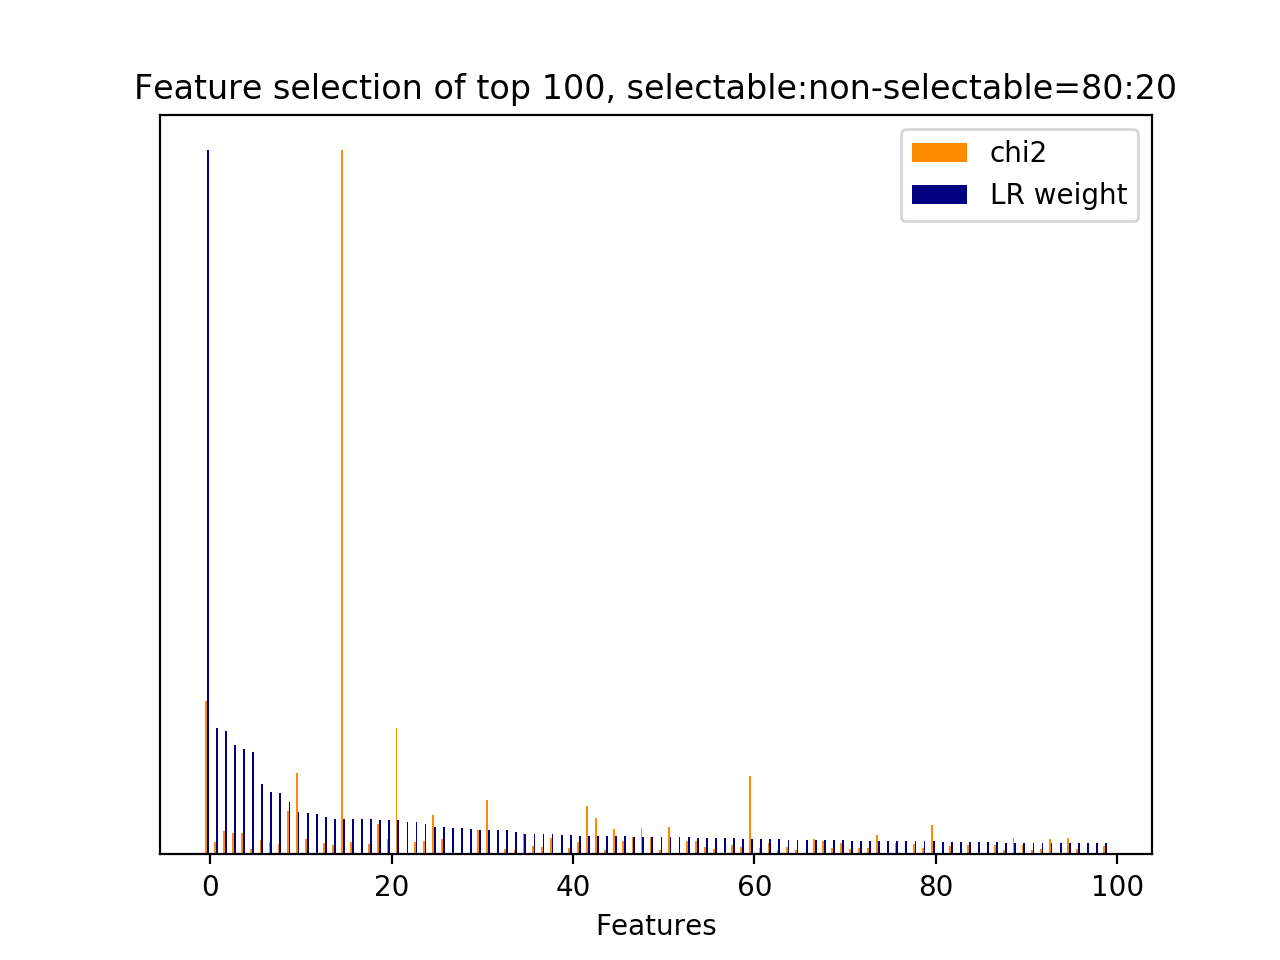 Feature selection of top 100, selectable:non-selectable=80:20
chi2
LR weight
0 20 40 60 80 100
Features